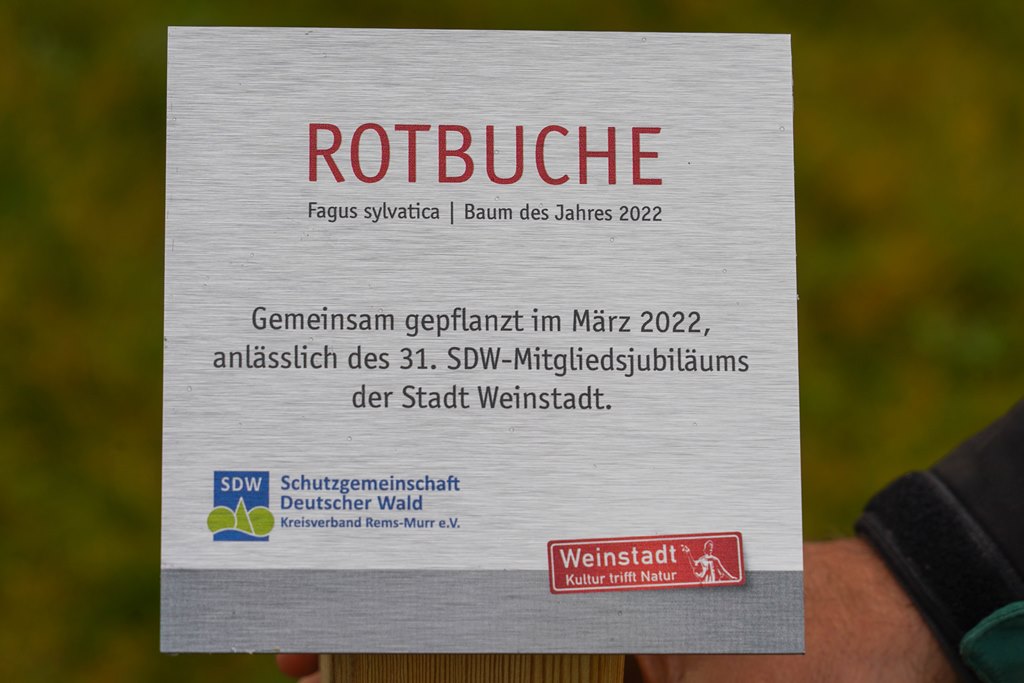 ROTBUCHE
Fagus sylvatica | Baum des Jahres 2022
Gemeinsam gepflanzt im März 2022,
anlässlich des 31. SDW-Mitgliedsjubiläums
der Stadt Weinstadt.
SDW
Schutzgemeinschaft
Deutscher Wald
Kreisverband Rems-Murr e.V.
Weinstadt
Kultur trifft Natur